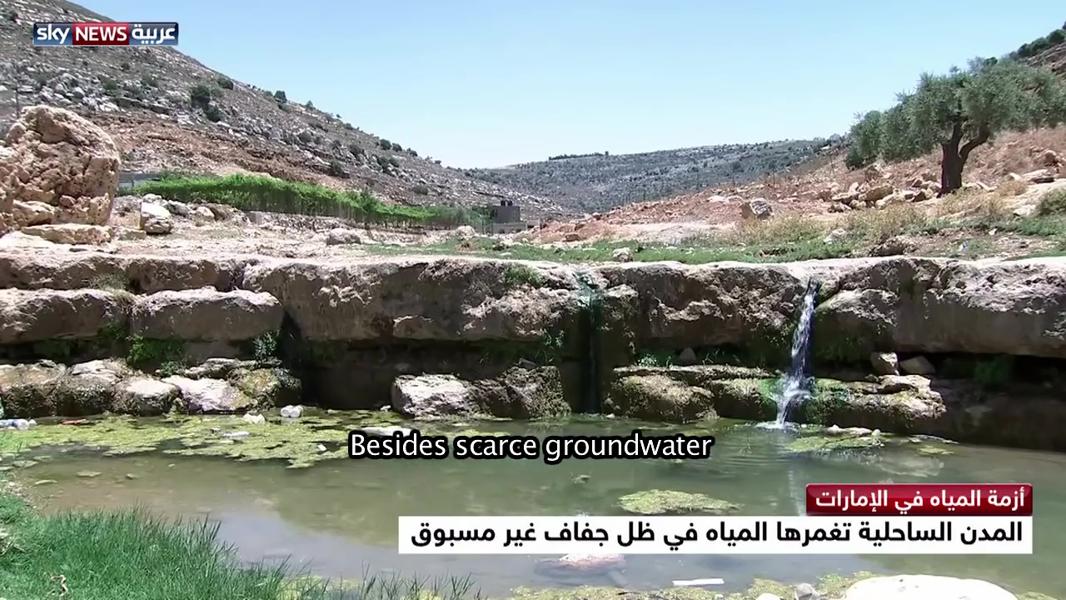 sky NEWS عربية
Besides scarce groundwater
أزمة المياه في الإمارات
المدن الساحلية تغمرها المياه في ظل جفاف غير مسبوق